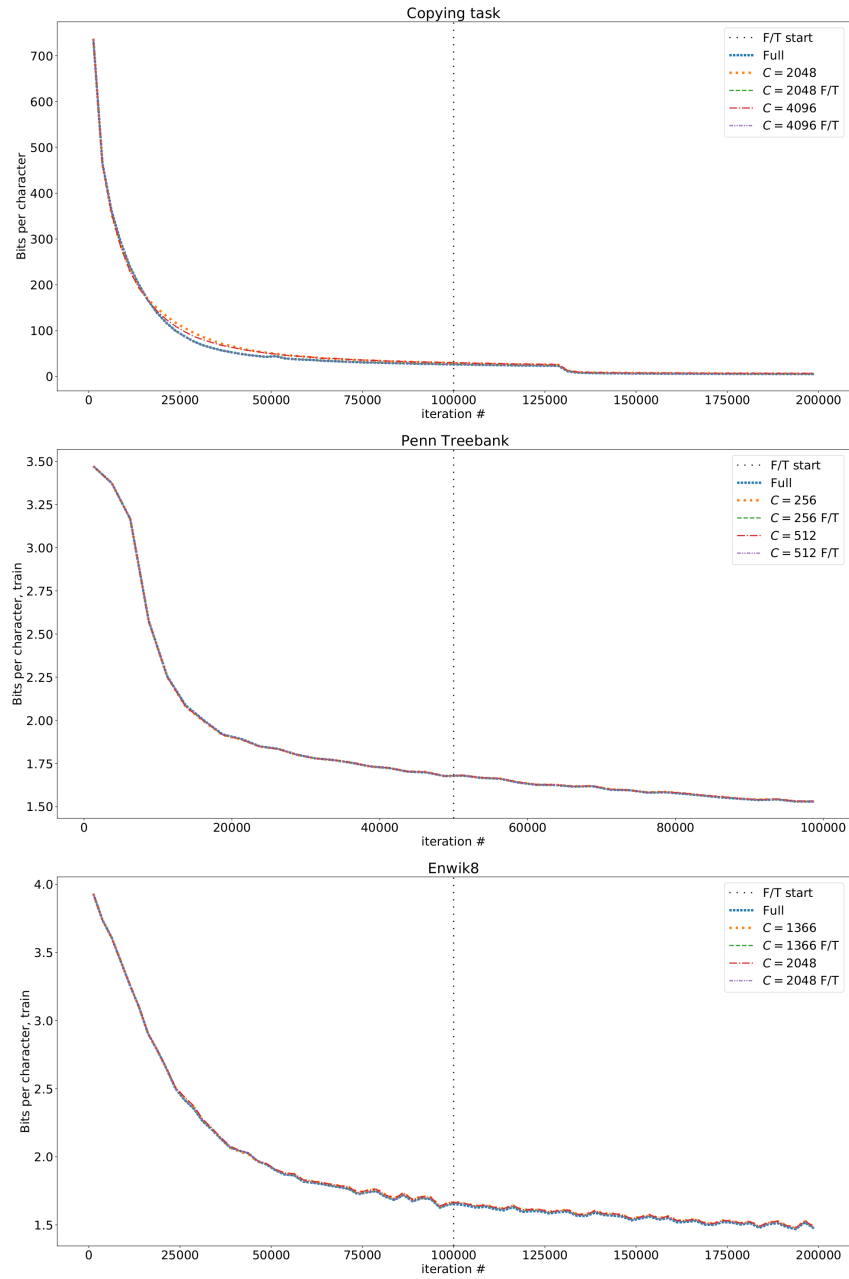 Copying task
F/T start
Full
C = 2048
C = 2048 F/T
C = 4096
C = 4096 F/T
Bits per character
700
600
500
400
300
200
100
0
0 25000 50000 75000 100000 125000 150000 175000 200000
iteration #
Penn Treebank
F/T start
Full
C = 256
C = 256 F/T
C = 512
C = 512 F/T
Bits per character, train
3.50
3.25
3.00
2.75
2.50
2.25
2.00
1.75
1.50
0 20000 40000 60000 80000 100000
iteration #
Enwik8
F/T start
Full
C = 1366
C = 1366 F/T
C = 2048
C = 2048 F/T
Bits per character, train
4.0
3.5
3.0
2.5
2.0
1.5
0 25000 50000 75000 100000 125000 150000 175000 200000
iteration #